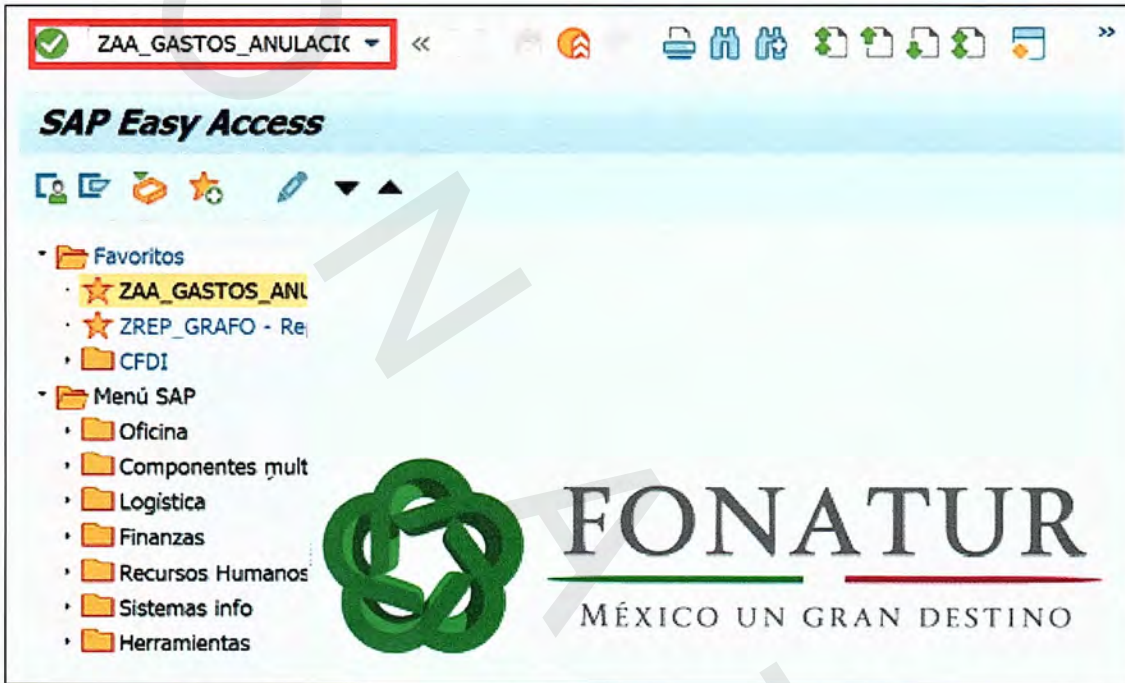 ZAA_GASTOS_ANULACIC
SAP Easy Access
Favoritos
ZAA_GASTOS_ANU
ZREP_GRAFO - Re
CFDI
Menú SAP
Oficina
Componentes mult
Logística
Finanzas
Recursos Humanos
Sistemas info
Herramientas
FONATUR
MÉXICO UN GRAN DESTINO